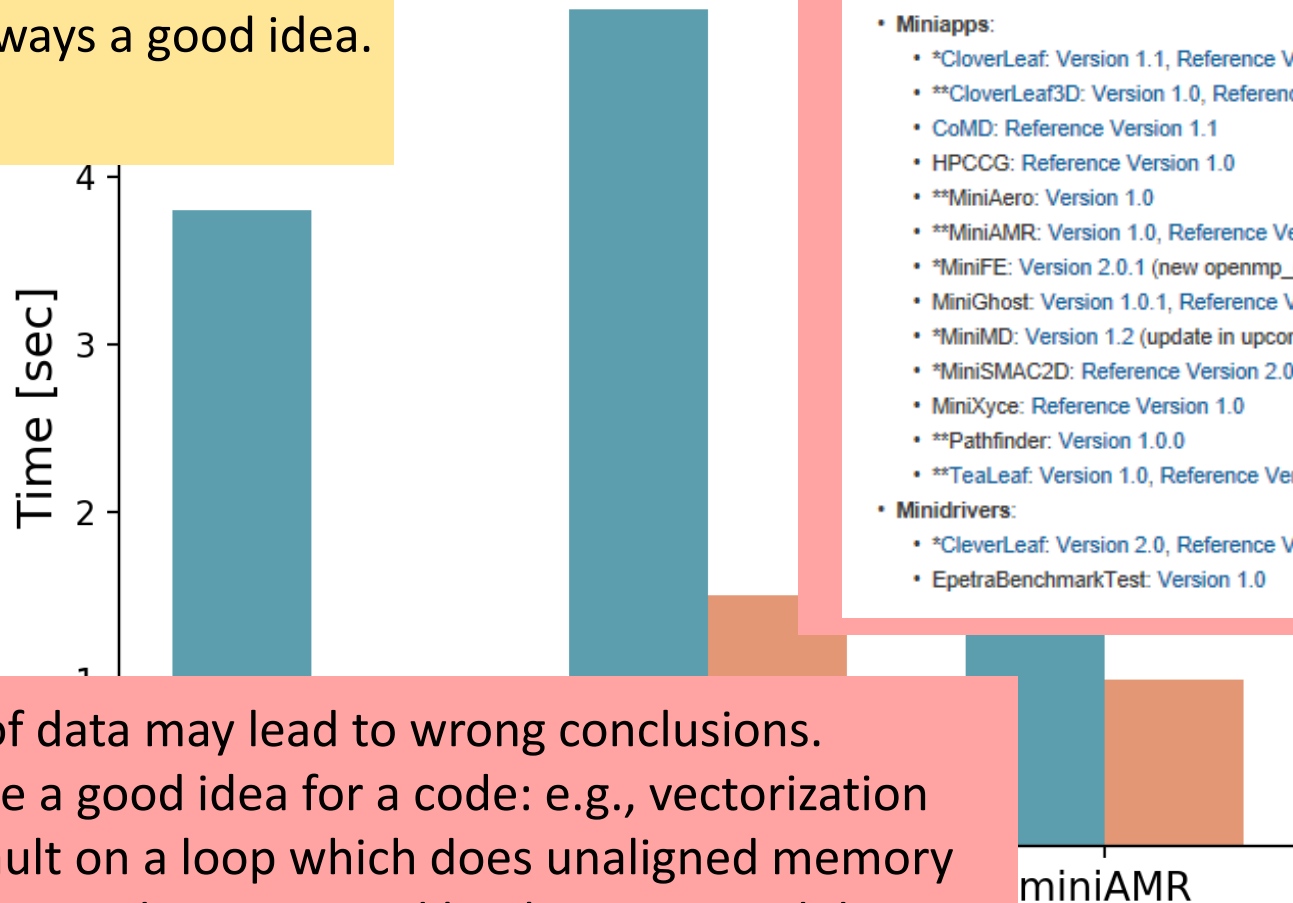 ways a good idea.
4
3
2
1
Time [sec]
• Miniapps:
• *CloverLeaf: Version 1.1, Reference V
• **CloverLeaf3D: Version 1.0, Referenc
• CoMD: Reference Version 1.1
• HPCCG: Reference Version 1.0
• **MiniAero: Version 1.0
• **MiniAMR: Version 1.0, Reference Ve
• *MiniFE: Version 2.0.1 (new openmp_
• MiniGhost: Version 1.0.1, Reference V
• *MiniMD: Version 1.2 (update in upcor
• *MiniSMAC2D: Reference Version 2.0
• MiniXyce: Reference Version 1.0
• **Pathfinder: Version 1.0.0
• **TeaLeaf: Version 1.0, Reference Ver
• Minidrivers:
• *CleverLeaf: Version 2.0, Reference V
• EpetraBenchmarkTest: Version 1.0
of data may lead to wrong conclusions.
e a good idea for a code: e.g., vectorization
ult on a loop which does unaligned memory
miniAMR